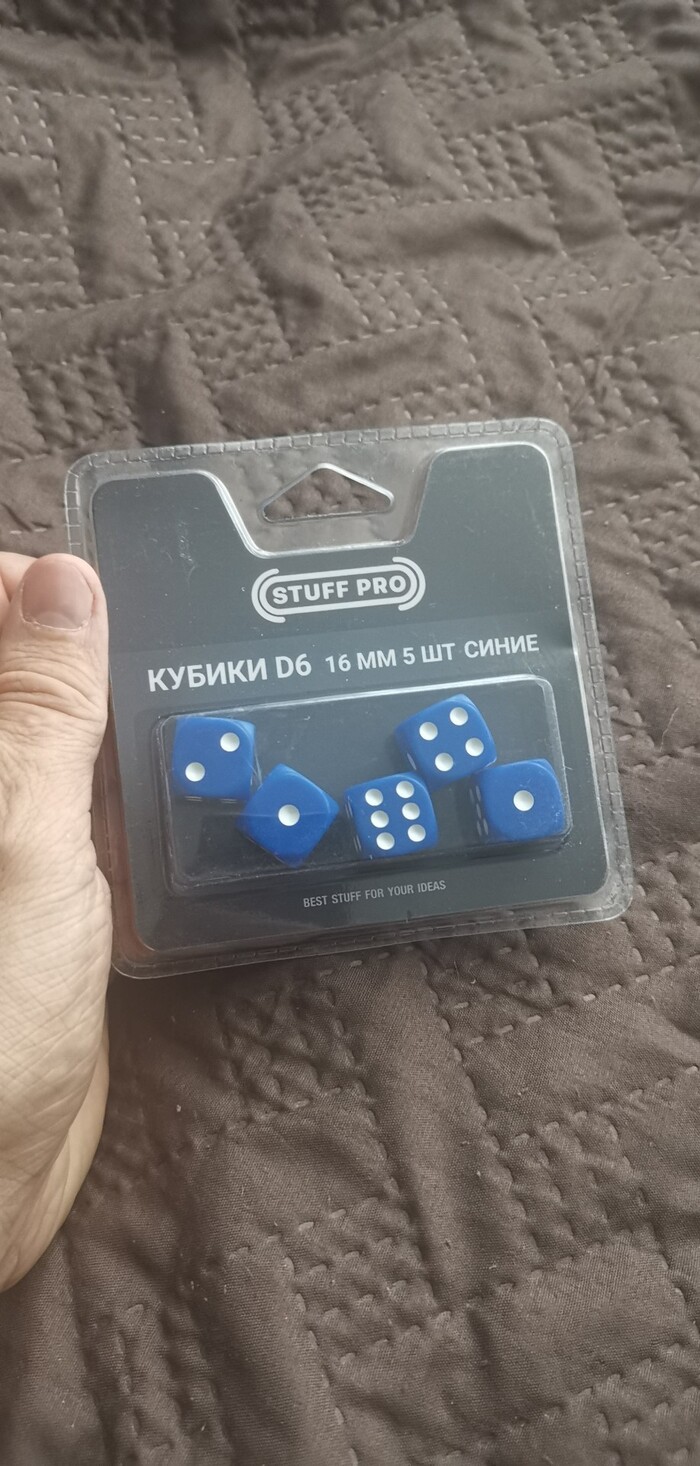 STUFF PRO
КУБИКИ D6 16 ММ 5 ШТ СИНИЕ
BEST STUFF FOR YOUR IDEAS